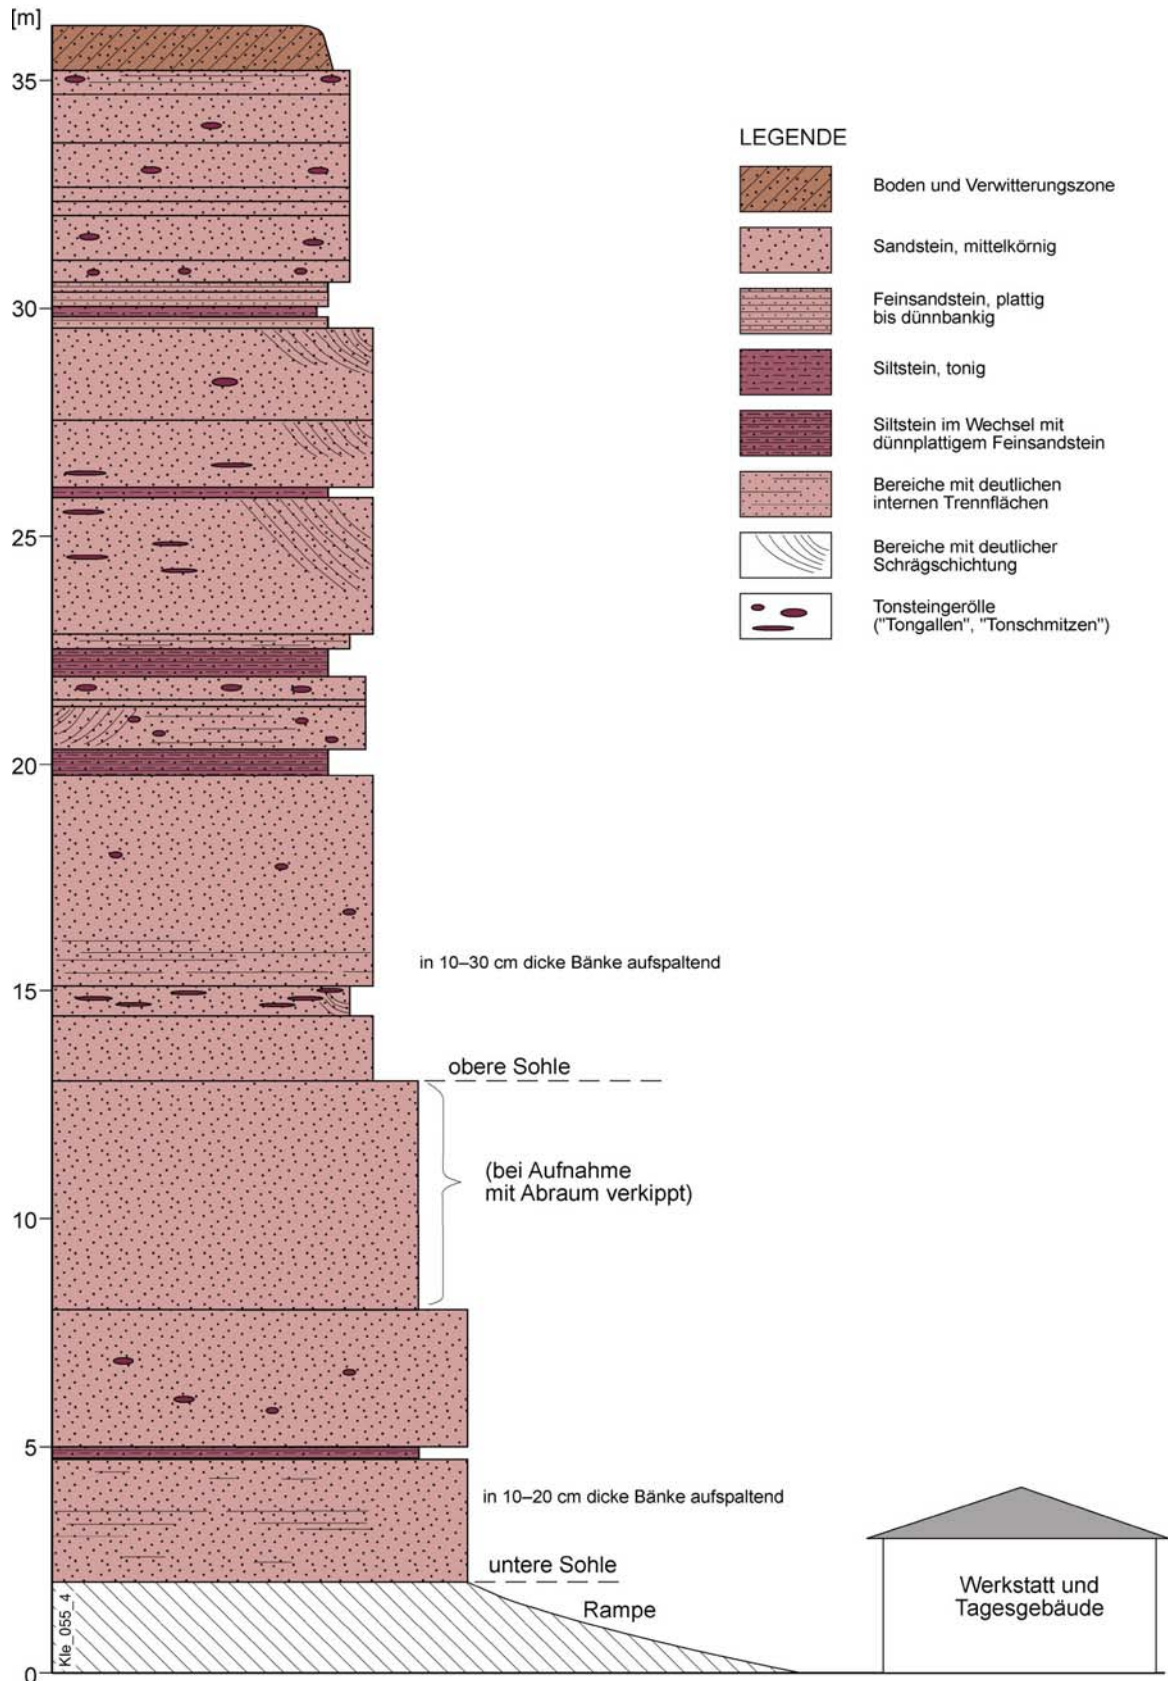 [m]
35
30
25
20
15
10
5
0
LEGENDE
Boden und Verwitterungszone
Sandstein, mittelkörnig
Feinsandstein, plattig
bis dünnbankig
Siltstein, tonig
Siltstein im Wechsel mit
dünnplattigem Feinsandstein
Bereiche mit deutlichen
internen Trennflächen
Bereiche mit deutlicher
Schrägschichtung
Tonsteingerölle
("Tongallen", "Tonschmitzen")
in 10–30 cm dicke Bänke aufspaltend
obere Sohle
(bei Aufnahme
mit Abraum verkippt)
in 10–20 cm dicke Bänke aufspaltend
untere Sohle
Rampe
Werkstatt und
Tagesgebäude
Kle_055_4